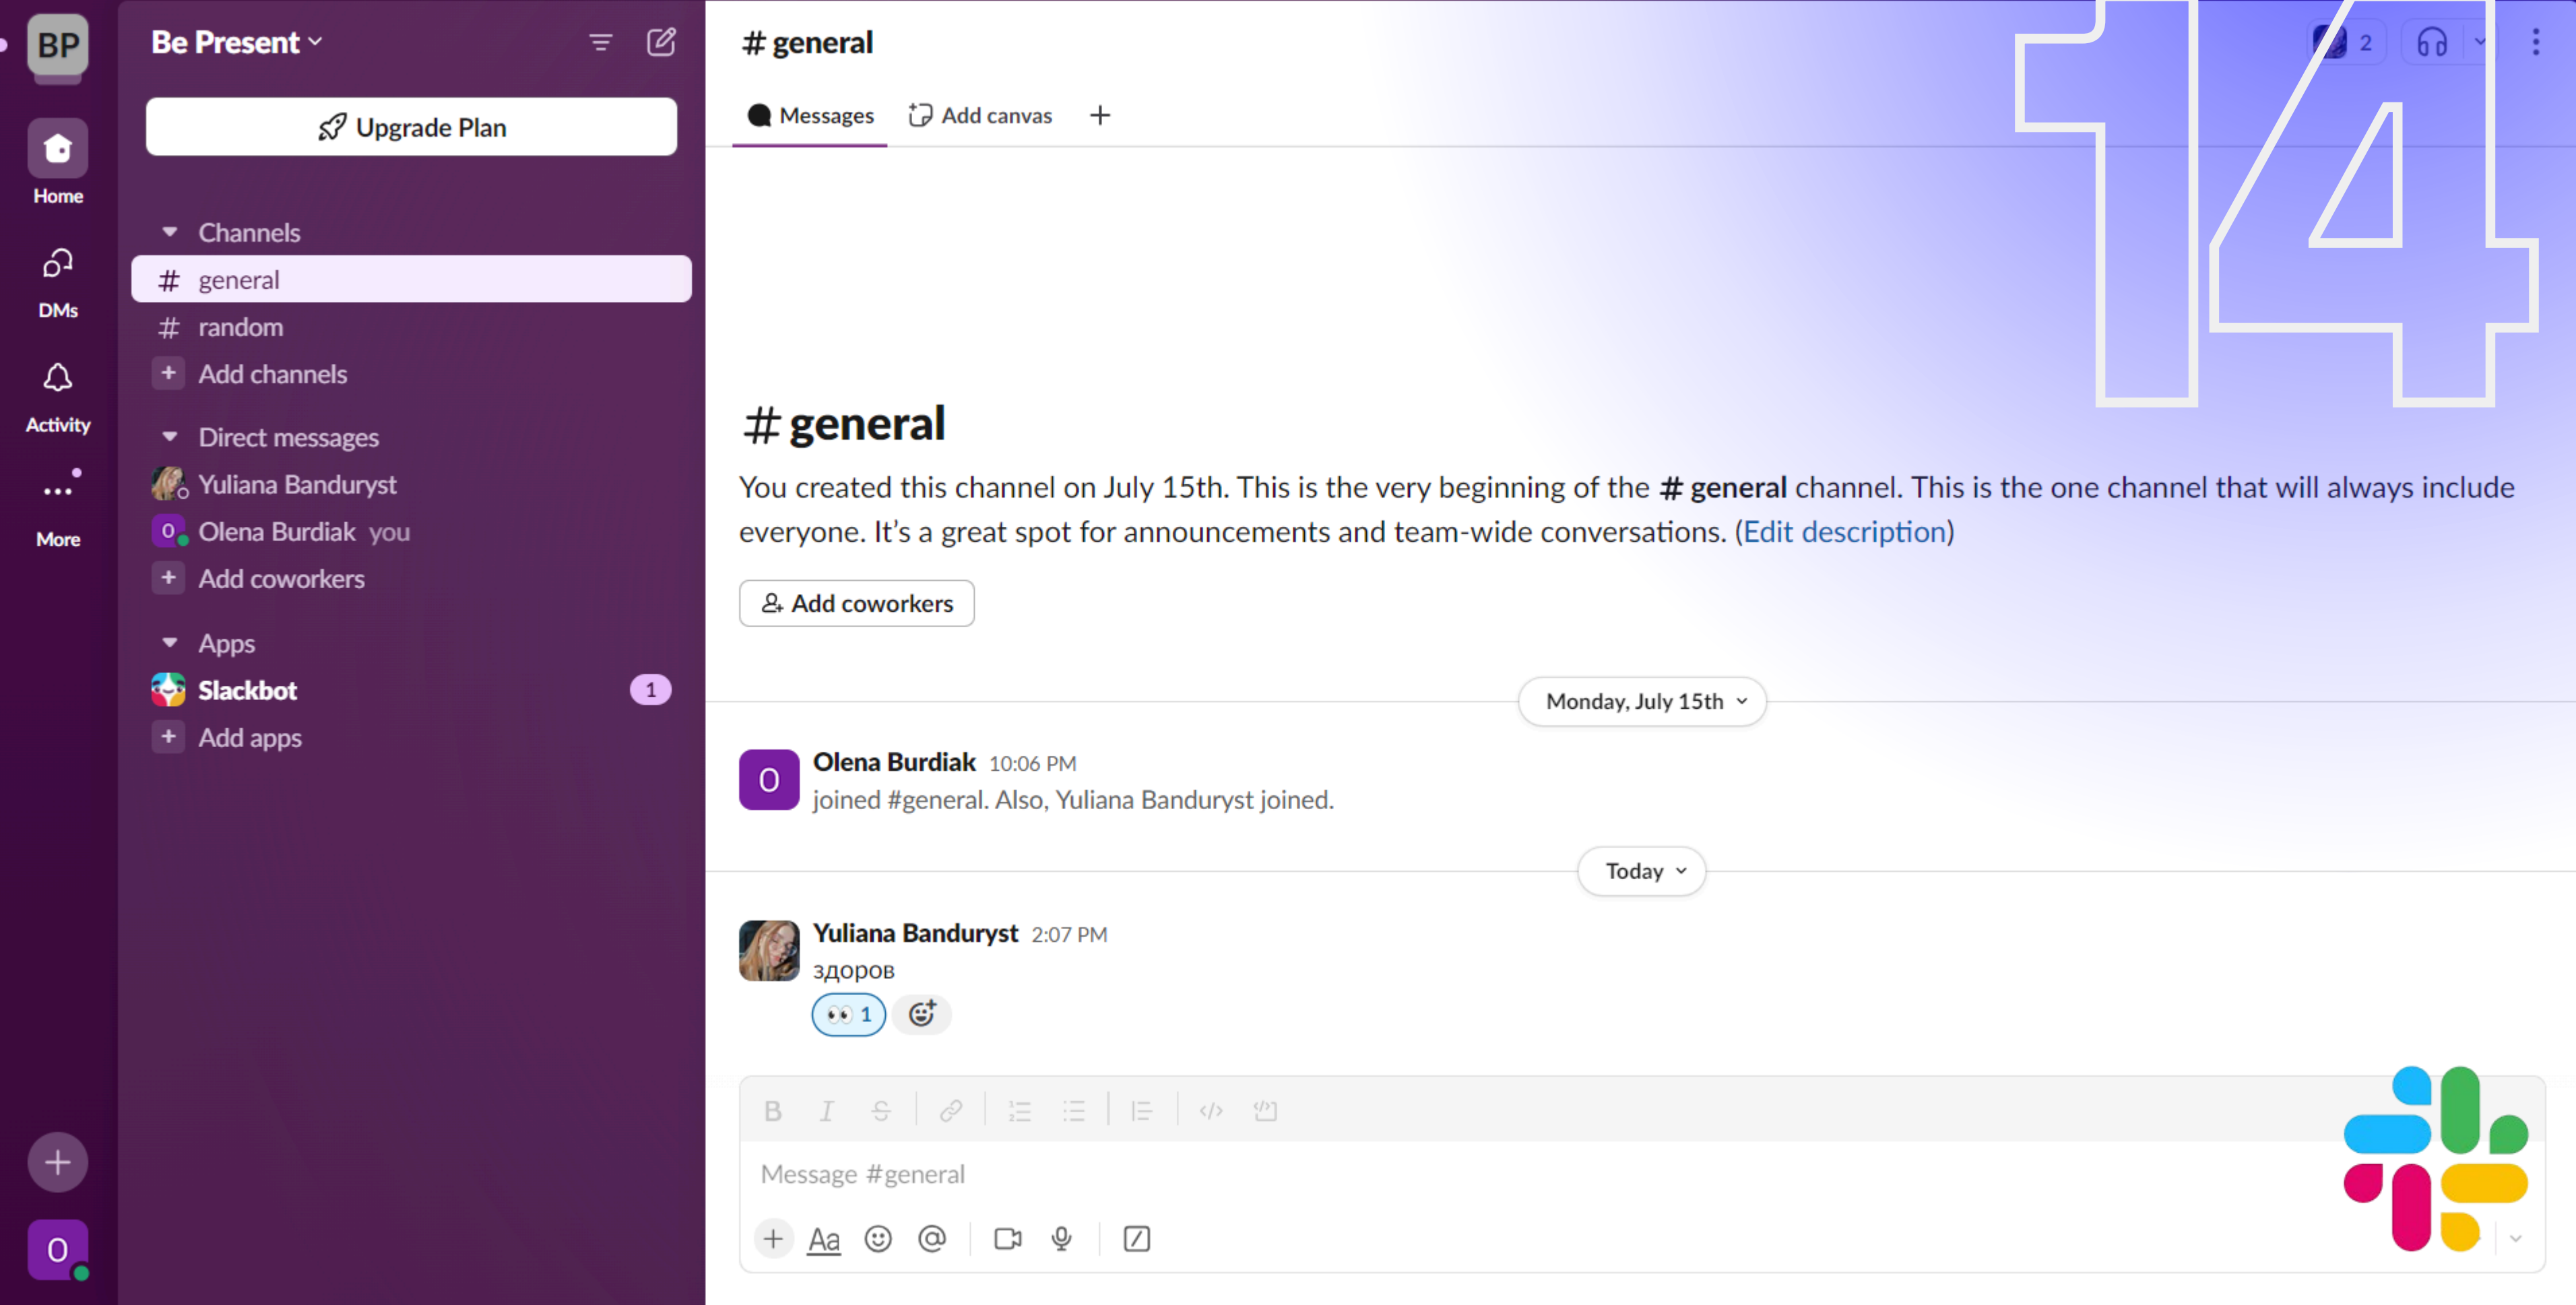 BP
Home
DMs
Activity
More
O
Be Present
Upgrade Plan
Channels
# general
# random
+ Add channels
Direct messages
Yuliana Banduryst
O Olena Burdiak you
+ Add coworkers
Apps
Slackbot 1
+ Add apps
# general
2
14
Messages
Add canvas
+
# general
You created this channel on July 15th. This is the very beginning of the # general channel. This is the one channel that will always include
everyone. It’s a great spot for announcements and team-wide conversations. (Edit description)
Add coworkers
Monday, July 15th
O
Olena Burdiak 10:06 PM
joined #general. Also, Yuliana Banduryst joined.
Today
Yuliana Banduryst 2:07 PM
здоров
👀 1
B I S
Message #general
+ Aa @